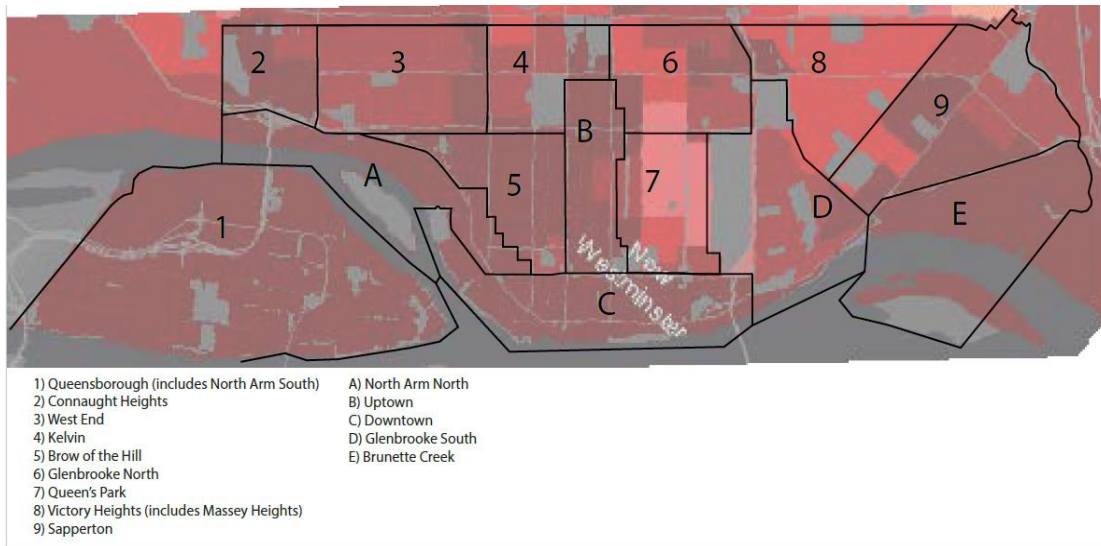 2
3
4
6
8
9
B
A
5
7
D
E
1
New
Westminster
C
1) Queensborough (includes North Arm South)
2) Connaught Heights
3) West End
4) Kelvin
5) Brow of the Hill
6) Glenbrooke North
7) Queen's Park
8) Victory Heights (includes Massey Heights)
9) Sapperton
A) North Arm North
B) Uptown
C) Downtown
D) Glenbrooke South
E) Brunette Creek